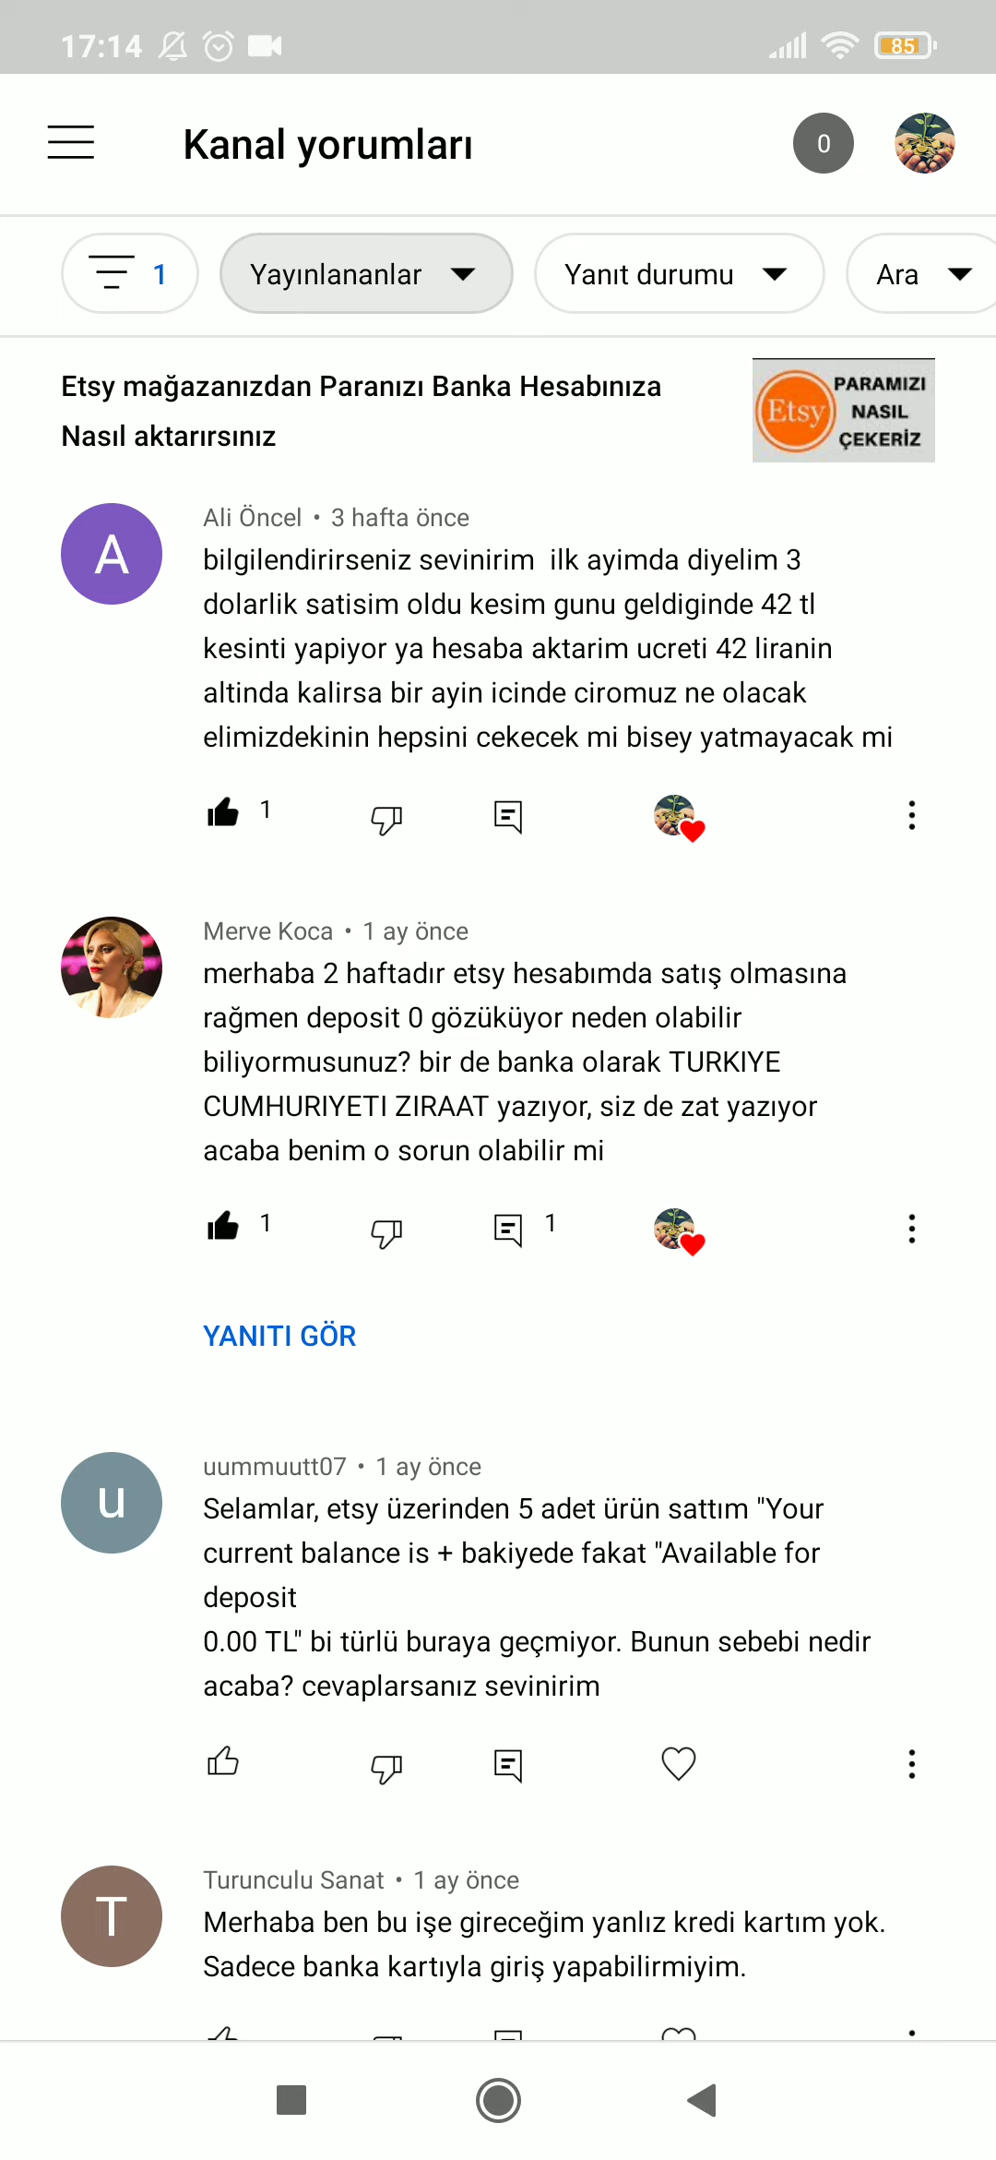 17:14
85
Kanal yorumları
0
1
Yayınlananlar
Yanıt durumu
Ara
Etsy mağazanızdan Paranızı Banka Hesabınıza
Nasıl aktarırsınız
Etsy
PARAMIZI
NASIL
ÇEKERİZ
A
Ali Öncel • 3 hafta önce
bilgilendirirseniz sevinirim  ilk ayimda diyelim 3
dolarlik satisim oldu kesim gunu geldiginde 42 tl
kesinti yapiyor ya hesaba aktarim ucreti 42 liranin
altinda kalirsa bir ayin icinde ciromuz ne olacak
elimizdekinin hepsini cekecek mi bisey yatmayacak mi
1
Merve Koca • 1 ay önce
merhaba 2 haftadır etsy hesabımda satış olmasına
rağmen deposit 0 gözüküyor neden olabilir
biliyormusunuz? bir de banka olarak TURKIYE
CUMHURIYETI ZIRAAT yazıyor, siz de zat yazıyor
acaba benim o sorun olabilir mi
1
1
YANITI GÖR
u
uummuutt07 • 1 ay önce
Selamlar, etsy üzerinden 5 adet ürün sattım "Your
current balance is + bakiyede fakat "Available for
deposit
0.00 TL" bi türlü buraya geçmiyor. Bunun sebebi nedir
acaba? cevaplarsanız sevinirim
T
Turunculu Sanat • 1 ay önce
Merhaba ben bu işe gireceğim yanlız kredi kartım yok.
Sadece banka kartıyla giriş yapabilirmiyim.